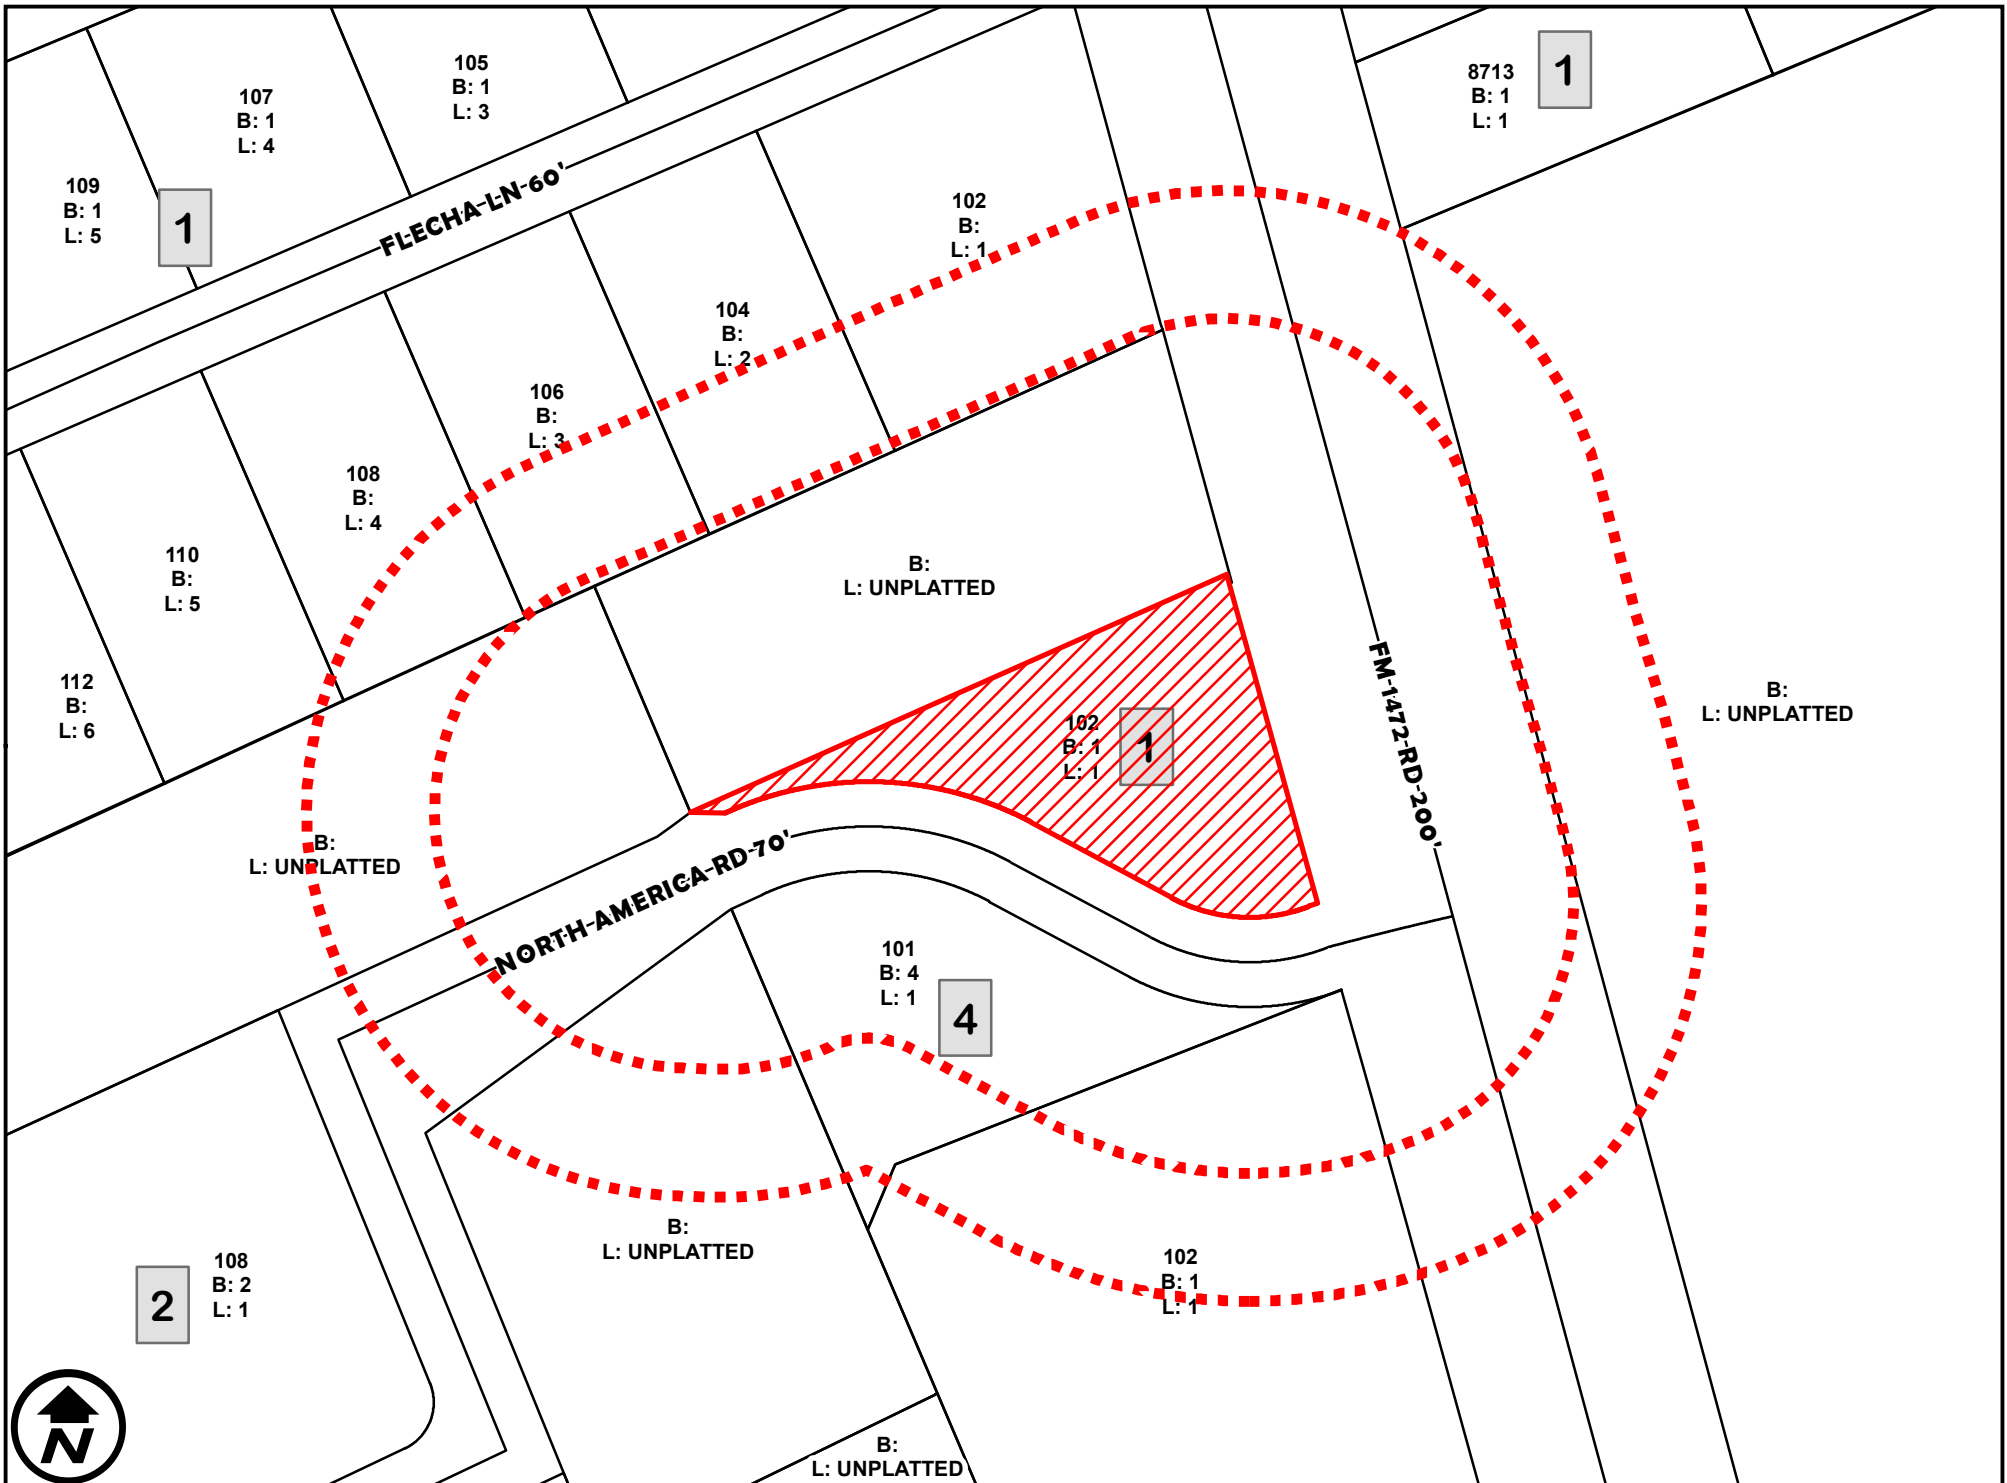 105
B: 1
L: 3
8713
B: 1
L: 1
1
107
B: 1
L: 4
109
B: 1
L: 5
1
FLECHA LN 60'
102
B:
L: 1
104
B:
L: 2
106
B:
L: 3
108
B:
L: 4
110
B:
L: 5
112
B:
L: 6
B:
L: UNPLATTED
FM 1472 RD 200'
B:
L: UNPLATTED
102
B: 1
L: 1
1
B:
L: UNPLATTED
NORTH AMERICA RD 70'
101
B: 4
L: 1
4
B:
L: UNPLATTED
102
B: 1
L: 1
108
B: 2
L: 1
2
N
B:
L: UNPLATTED